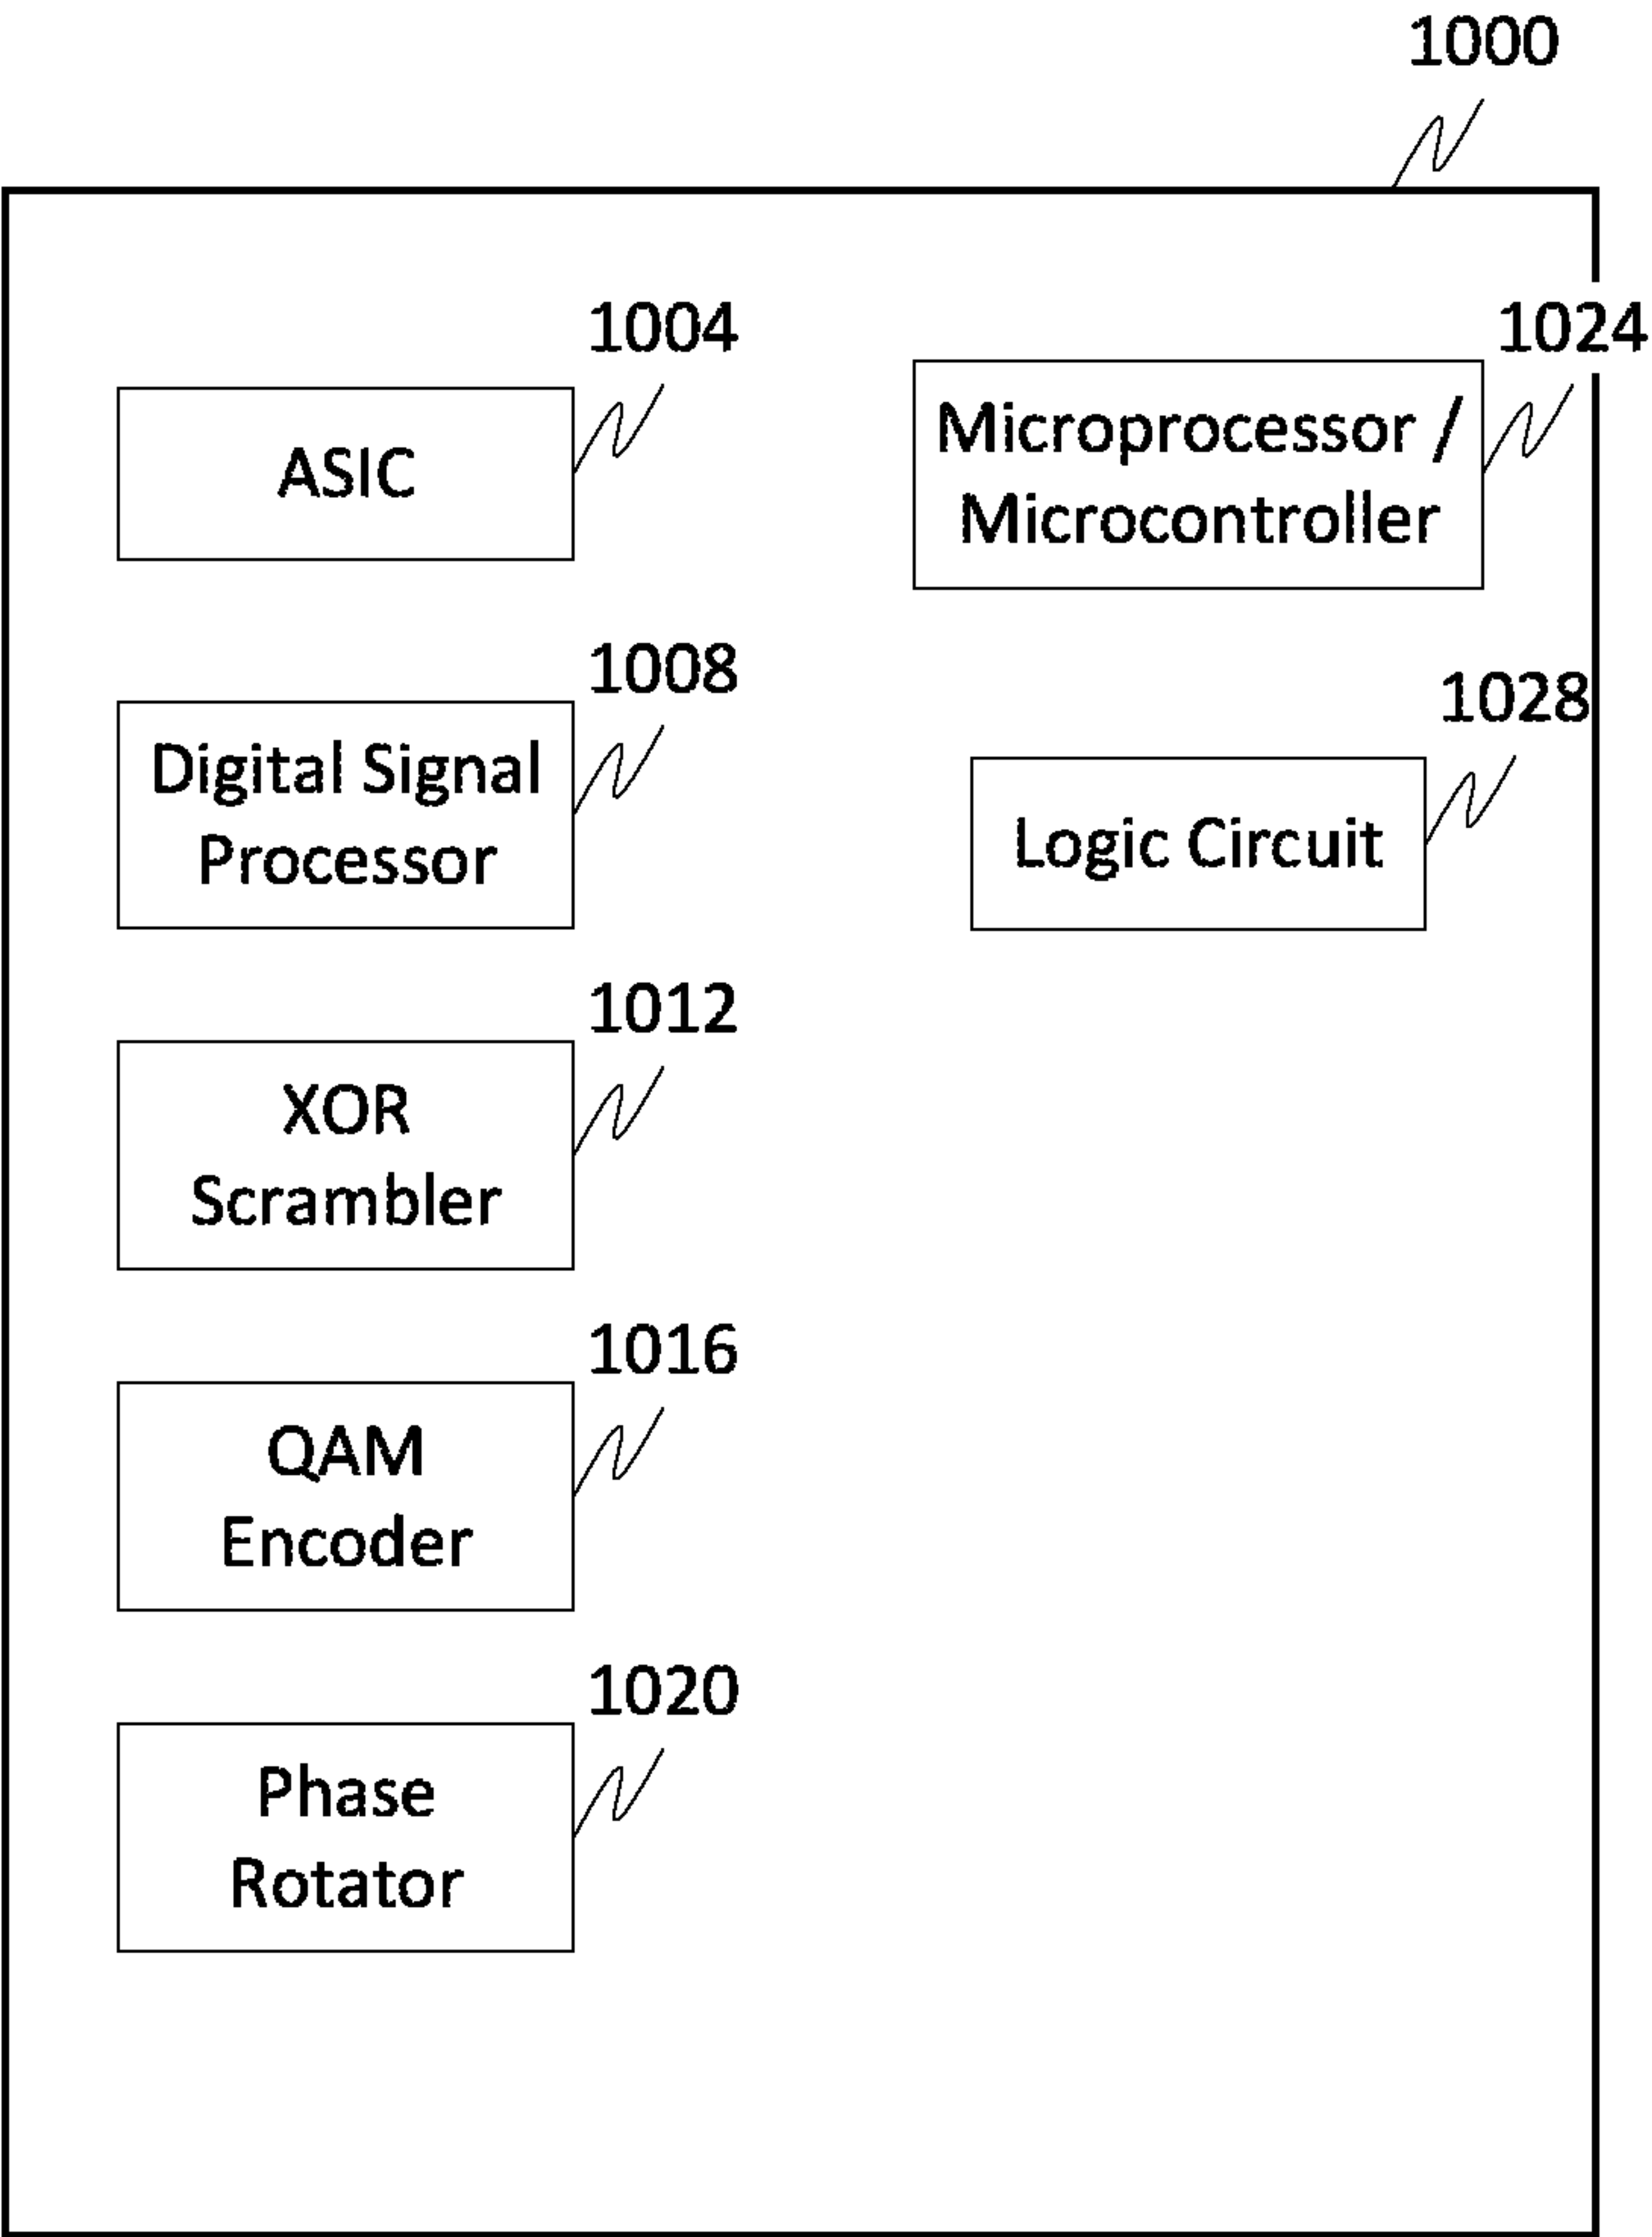 1000
1004
ASIC
1008
Digital Signal
Processor
1012
XOR
Scrambler
1016
QAM
Encoder
1020
Phase
Rotator
1024
Microprocessor /
Microcontroller
1028
Logic Circuit